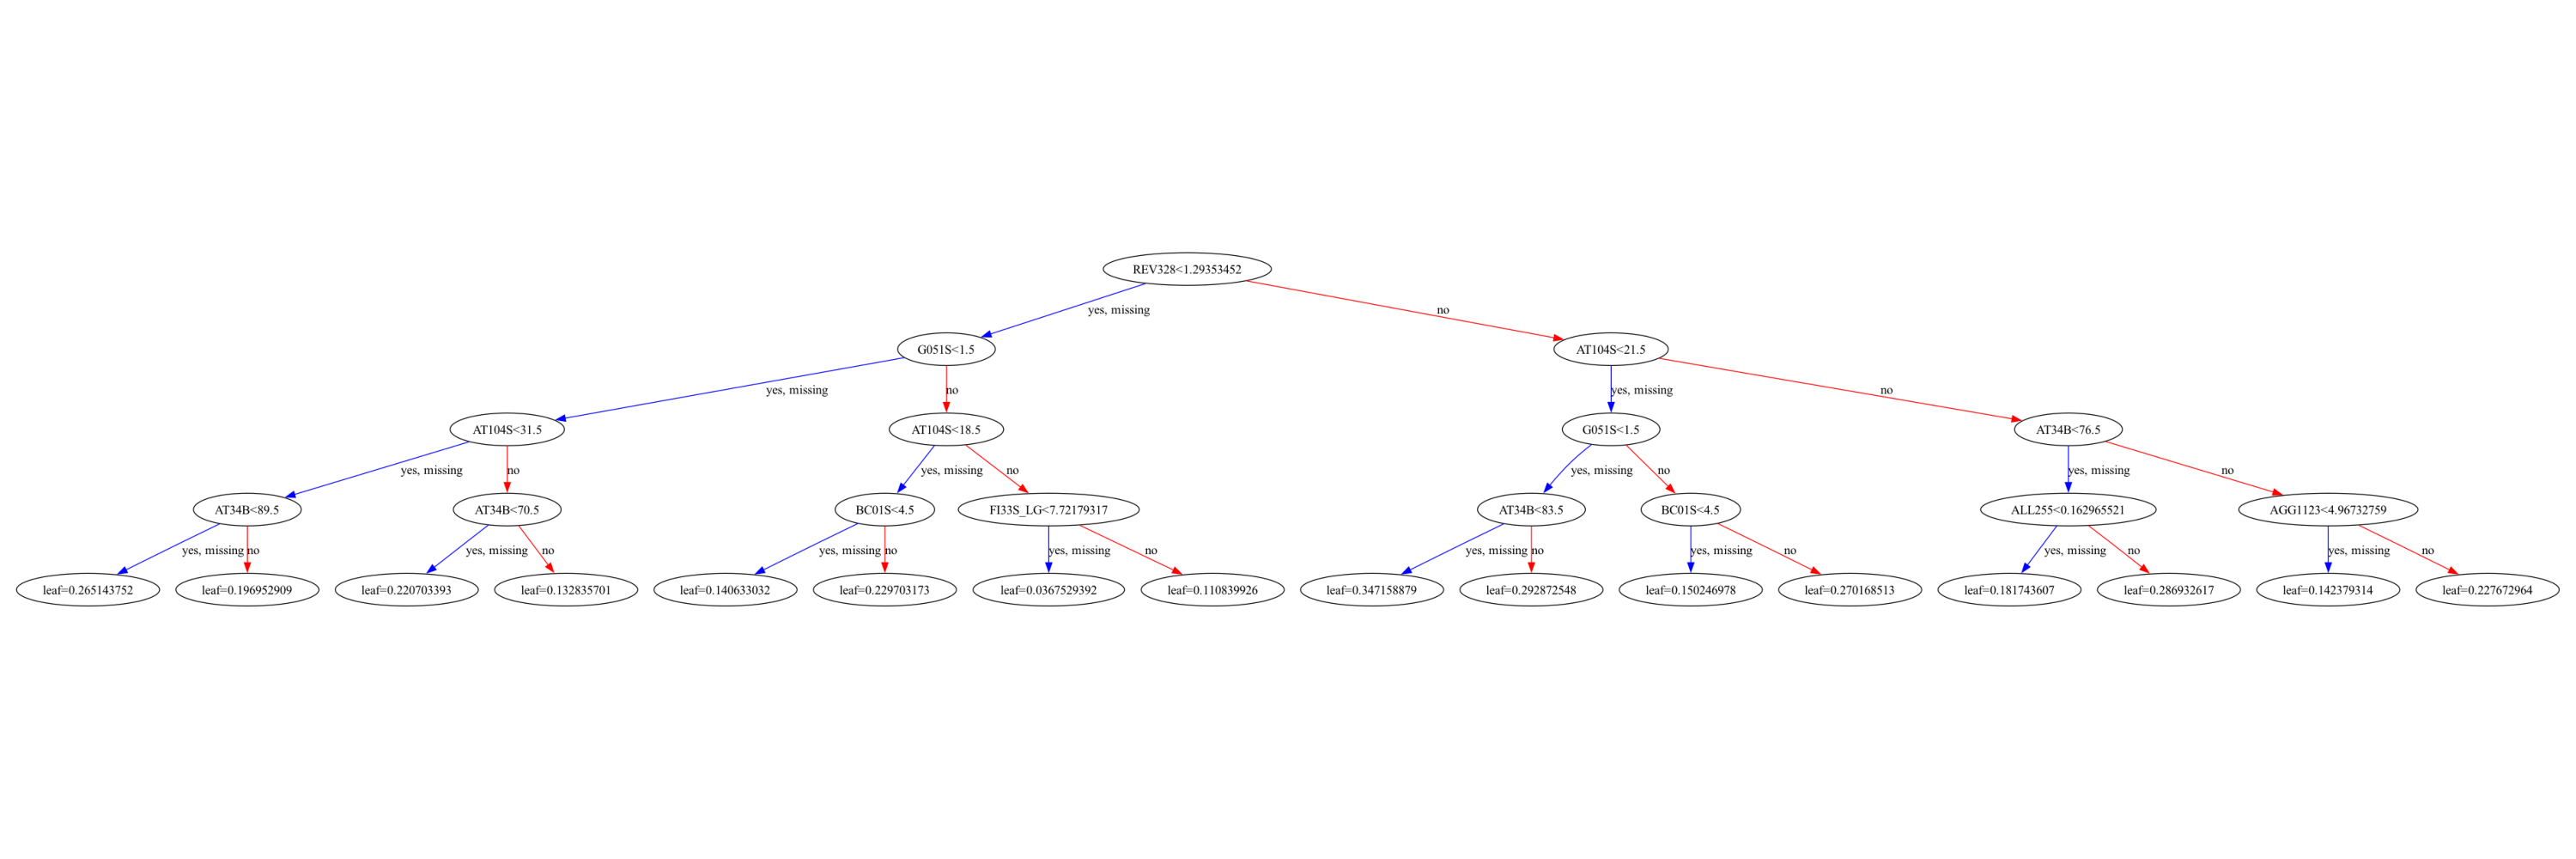 REV328<1.29353452
yes, missing
no
G051S<1.5
AT104S<21.5
yes, missing
no
yes, missing
no
AT104S<31.5
AT104S<18.5
G051S<1.5
AT34B<76.5
yes, missing
no
yes, missing
no
yes, missing
no
yes, missing
no
AT34B<89.5
AT34B<70.5
BC01S<4.5
FI33S_LG<7.72179317
AT34B<83.5
BC01S<4.5
ALL255<0.162965521
AGG1123<4.96732759
yes, missing
no
yes, missing
no
yes, missing
no
yes, missing
no
yes, missing
no
yes, missing
no
yes, missing
no
yes, missing
no
leaf=0.265143752
leaf=0.196952909
leaf=0.220703393
leaf=0.132835701
leaf=0.140633032
leaf=0.229703173
leaf=0.0367529392
leaf=0.110839926
leaf=0.347158879
leaf=0.292872548
leaf=0.150246978
leaf=0.270168513
leaf=0.181743607
leaf=0.286932617
leaf=0.142379314
leaf=0.227672964